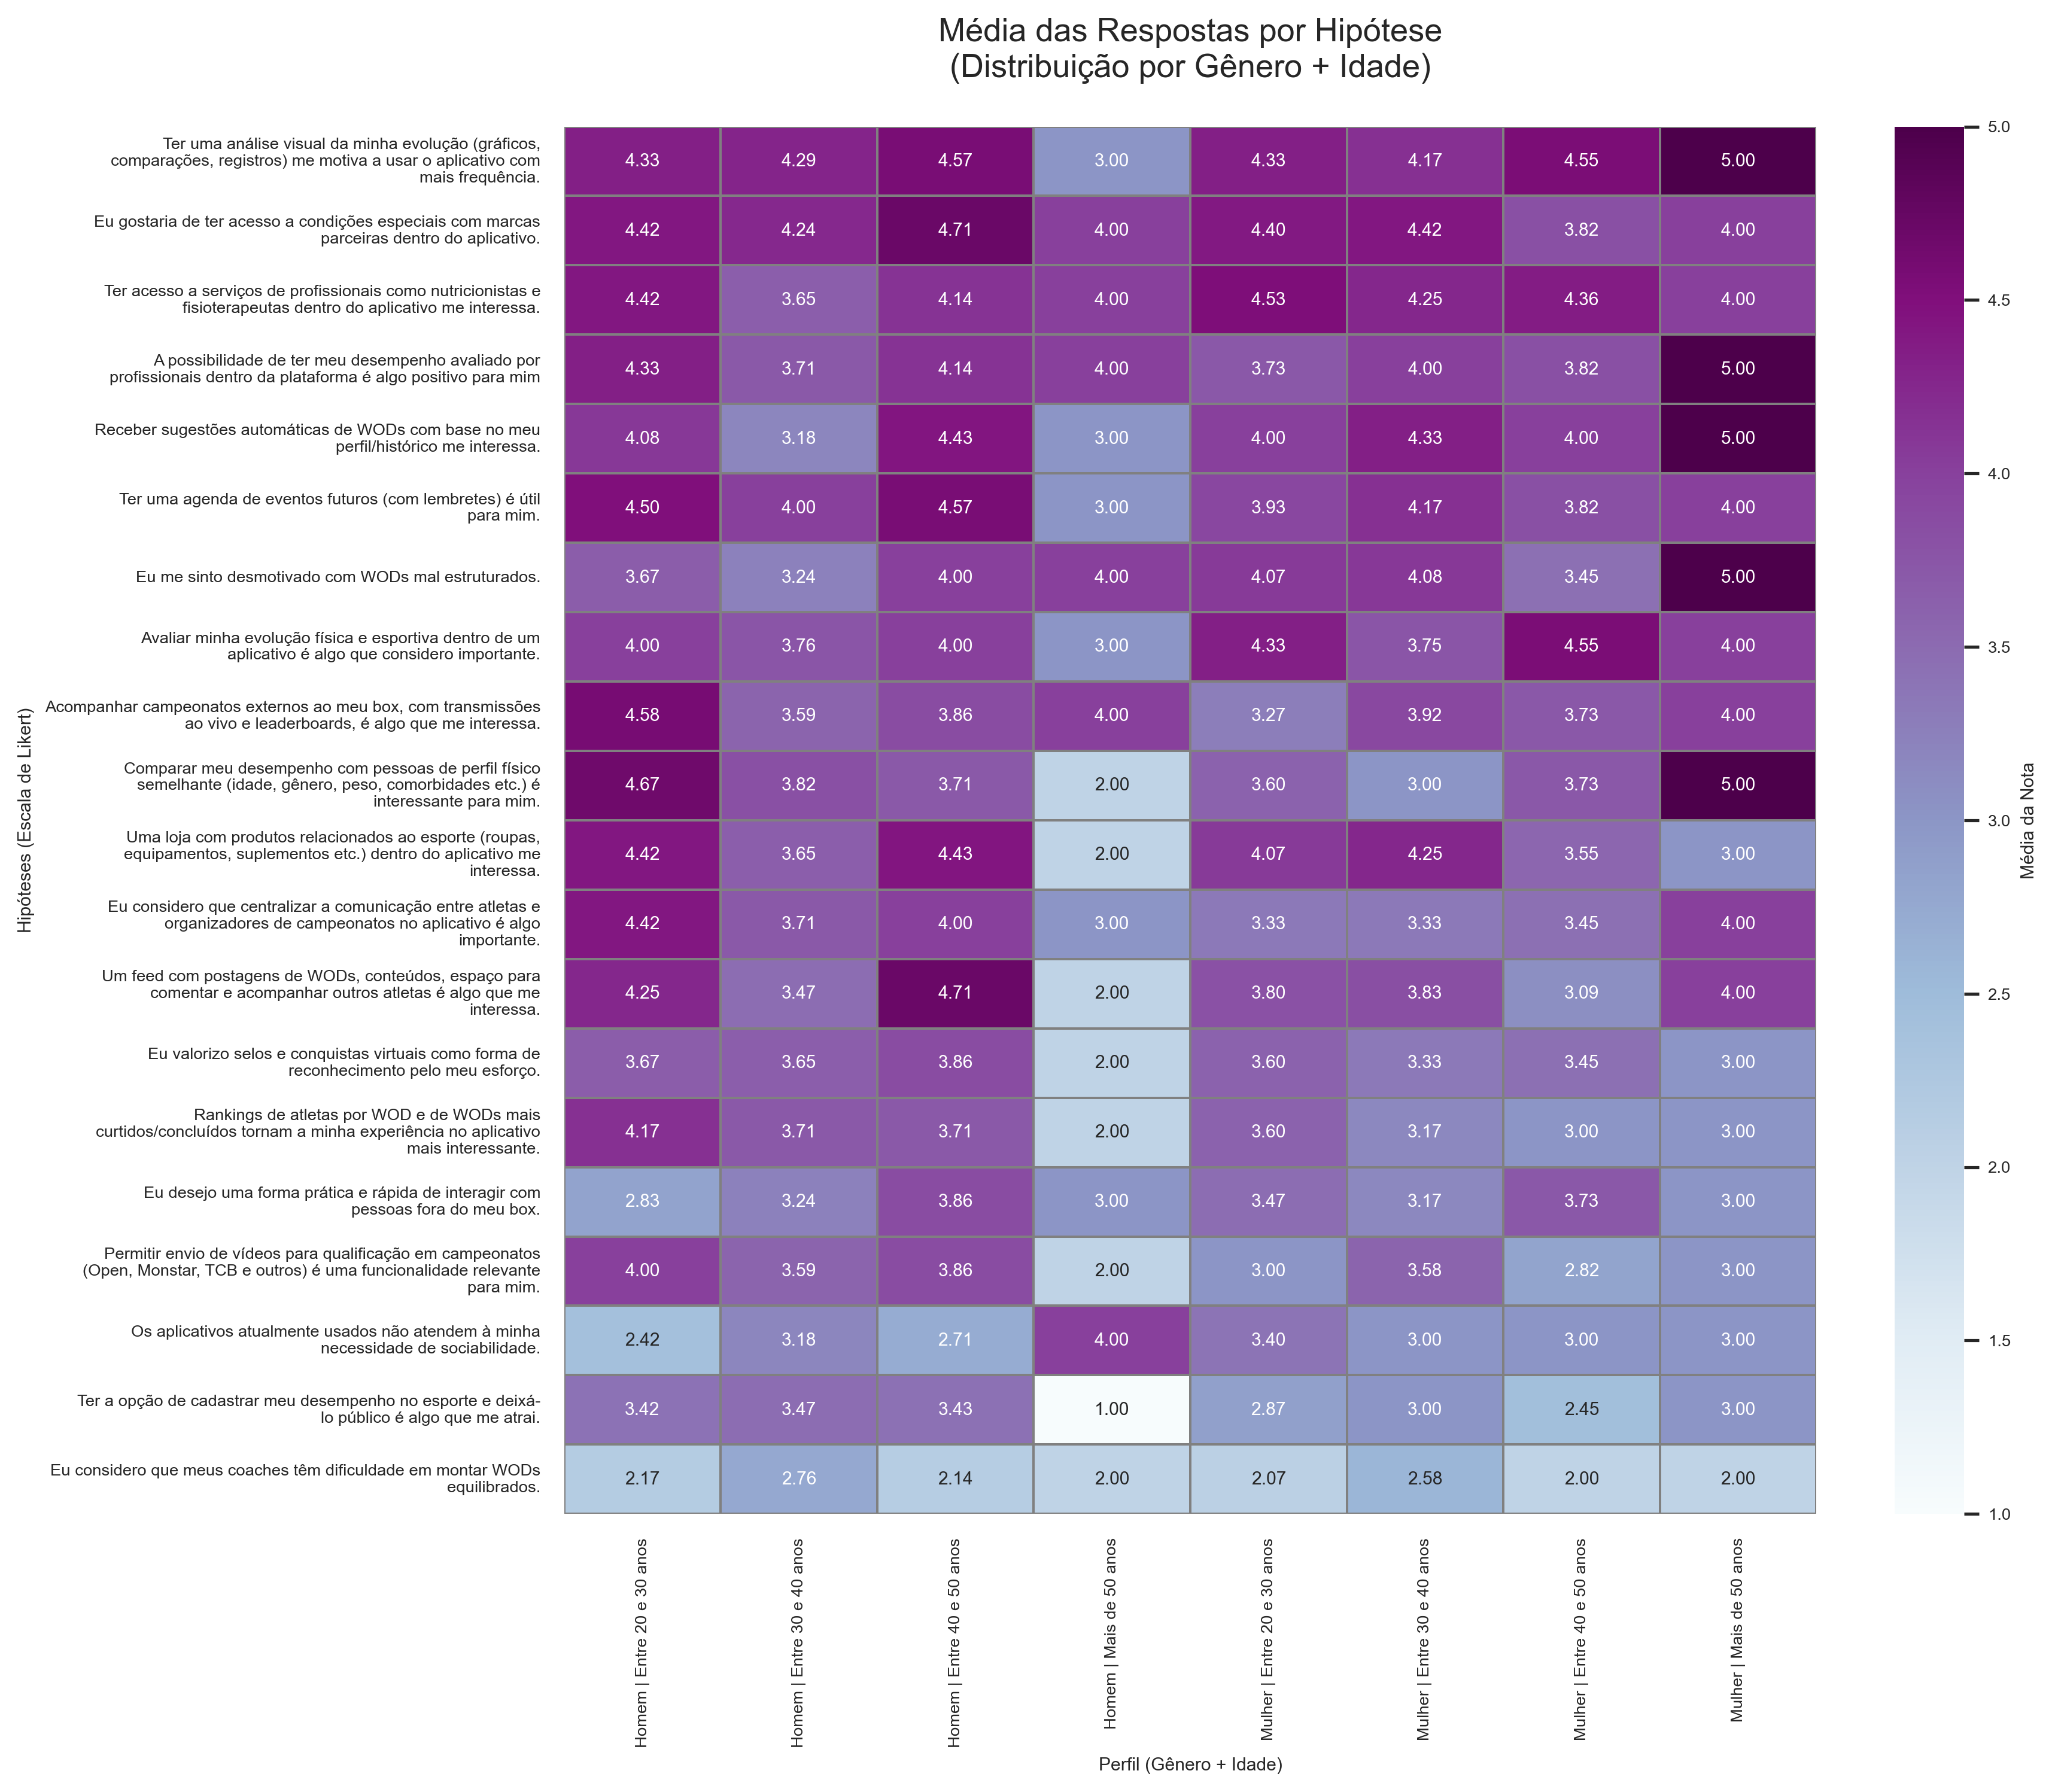 Média das Respostas por Hipótese
(Distribuição por Gênero + Idade)
Hipóteses (Escala de Likert)
Ter uma análise visual da minha evolução (gráficos,
comparações, registros) me motiva a usar o aplicativo com
mais frequência.
4.33 4.29 4.57 3.00 4.33 4.17 4.55 5.00
Eu gostaria de ter acesso a condições especiais com marcas
parceiras dentro do aplicativo.
4.42 4.24 4.71 4.00 4.40 4.42 3.82 4.00
Ter acesso a serviços de profissionais como nutricionistas e
fisioterapeutas dentro do aplicativo me interessa.
4.42 3.65 4.14 4.00 4.53 4.25 4.36 4.00
A possibilidade de ter meu desempenho avaliado por
profissionais dentro da plataforma é algo positivo para mim
4.33 3.71 4.14 4.00 3.73 4.00 3.82 5.00
Receber sugestões automáticas de WODs com base no meu
perfil/histórico me interessa.
4.08 3.18 4.43 3.00 4.00 4.33 4.00 5.00
Ter uma agenda de eventos futuros (com lembretes) é útil
para mim.
4.50 4.00 4.57 3.00 3.93 4.17 3.82 4.00
Eu me sinto desmotivado com WODs mal estruturados.
3.67 3.24 4.00 4.00 4.07 4.08 3.45 5.00
Avaliar minha evolução física e esportiva dentro de um
aplicativo é algo que considero importante.
4.00 3.76 4.00 3.00 4.33 3.75 4.55 4.00
Acompanhar campeonatos externos ao meu box, com transmissões
ao vivo e leaderboards, é algo que me interessa.
4.58 3.59 3.86 4.00 3.27 3.92 3.73 4.00
Comparar meu desempenho com pessoas de perfil físico
semelhante (idade, gênero, peso, comorbidades etc.) é
interessante para mim.
4.67 3.82 3.71 2.00 3.60 3.00 3.73 5.00
Uma loja com produtos relacionados ao esporte (roupas,
equipamentos, suplementos etc.) dentro do aplicativo me
interessa.
4.42 3.65 4.43 2.00 4.07 4.25 3.55 3.00
Eu considero que centralizar a comunicação entre atletas e
organizadores de campeonatos no aplicativo é algo
importante.
4.42 3.71 4.00 3.00 3.33 3.33 3.45 4.00
Um feed com postagens de WODs, conteúdos, espaço para
comentar e acompanhar outros atletas é algo que me
interessa.
4.25 3.47 4.71 2.00 3.80 3.83 3.09 4.00
Eu valorizo selos e conquistas virtuais como forma de
reconhecimento pelo meu esforço.
3.67 3.65 3.86 2.00 3.60 3.33 3.45 3.00
Rankings de atletas por WOD e de WODs mais
curtidos/concluídos tornam a minha experiência no aplicativo
mais interessante.
4.17 3.71 3.71 2.00 3.60 3.17 3.00 3.00
Eu desejo uma forma prática e rápida de interagir com
pessoas fora do meu box.
2.83 3.24 3.86 3.00 3.47 3.17 3.73 3.00
Permitir envio de vídeos para qualificação em campeonatos
(Open, Monstar, TCB e outros) é uma funcionalidade relevante
para mim.
4.00 3.59 3.86 2.00 3.00 3.58 2.82 3.00
Os aplicativos atualmente usados não atendem à minha
necessidade de sociabilidade.
2.42 3.18 2.71 4.00 3.40 3.00 3.00 3.00
Ter a opção de cadastrar meu desempenho no esporte e deixá-
lo público é algo que me atrai.
3.42 3.47 3.43 1.00 2.87 3.00 2.45 3.00
Eu considero que meus coaches têm dificuldade em montar WODs
equilibrados.
2.17 2.76 2.14 2.00 2.07 2.58 2.00 2.00
Homem | Entre 20 e 30 anos
Homem | Entre 30 e 40 anos
Homem | Entre 40 e 50 anos
Homem | Mais de 50 anos
Mulher | Entre 20 e 30 anos
Mulher | Entre 30 e 40 anos
Mulher | Entre 40 e 50 anos
Mulher | Mais de 50 anos
Perfil (Gênero + Idade)
5.0
4.5
4.0
3.5
3.0
2.5
2.0
1.5
1.0
Média da Nota